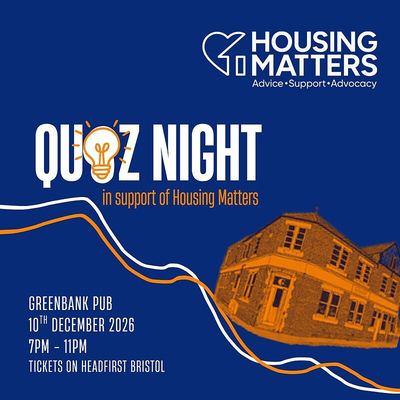 HOUSING
MATTERS
Advice•Support•Advocacy
QUIZ NIGHT
in support of Housing Matters
GREENBANK PUB
10TH DECEMBER 2026
7PM - 11PM
TICKETS ON HEADFIRST BRISTOL